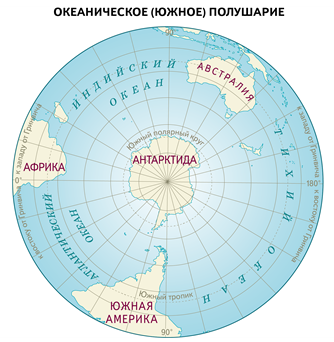 ОКЕАНИЧЕСКОЕ (ЮЖНОЕ) ПОЛУШАРИЕ
90°
ИНДИЙСКИЙ
ОКЕАН
АВСТРАЛИЯ
к западу от Гринвича
к западу от Гринвича
Южный полярный круг
АНТАРКТИДА
АФРИКА
ТИХИЙ ОКЕАН
0°
180°
к востоку от Гринвича
к востоку от Гринвича
АТЛАНТИЧЕСКИЙ
ОКЕАН
Южный тропик
ЮЖНАЯ
АМЕРИКА
90°